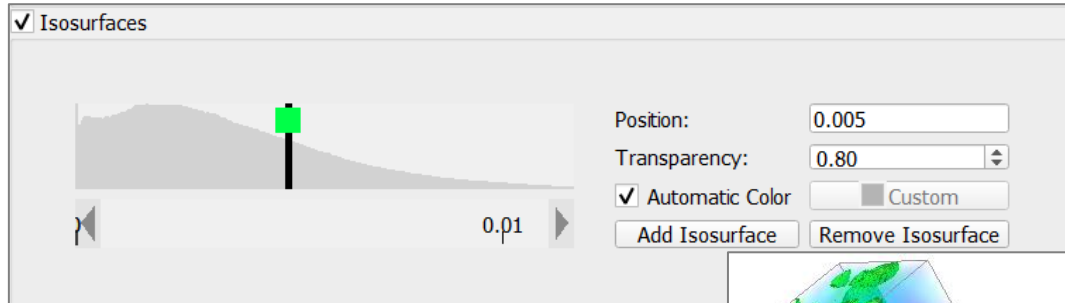 Isosurfaces
Position: 0.005
Transparency: 0.80
Automatic Color Custom
0.01
Add Isosurface Remove Isosurface